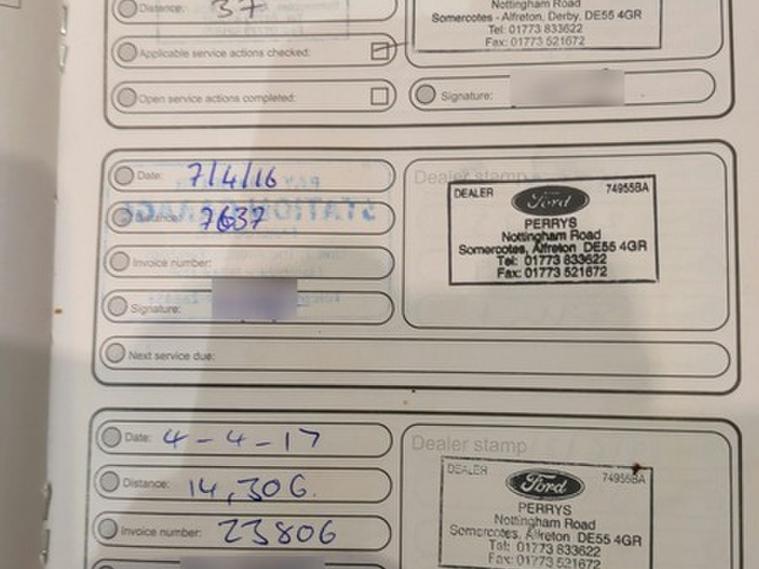 Distance: 37
Nottingham Road
Somercotes - Alfreton, Derby. DE55 4GR
Tel: 01773 833622
Fax: 01773 521672
Applicable service actions checked:
Open service actions completed:
Signature:
Date: 7/4/16
Distance: 7637
Invoice number:
Signature:
Next service due:
Dealer stamp
DEALER Ford 74955BA
PERRYS
Nottingham Road
Somercotes, Alfreton DE55 4GR
Tel: 01773 833622
Fax: 01773 521672
Date: 4-4-17
Distance: 14,306.
Invoice number: 23806
Dealer stamp
DEALER Ford 74955BA
PERRYS
Nottingham Road
Somercotes, Alfreton DE55 4GR
Tel: 01773 833622
Fax: 01773 521672